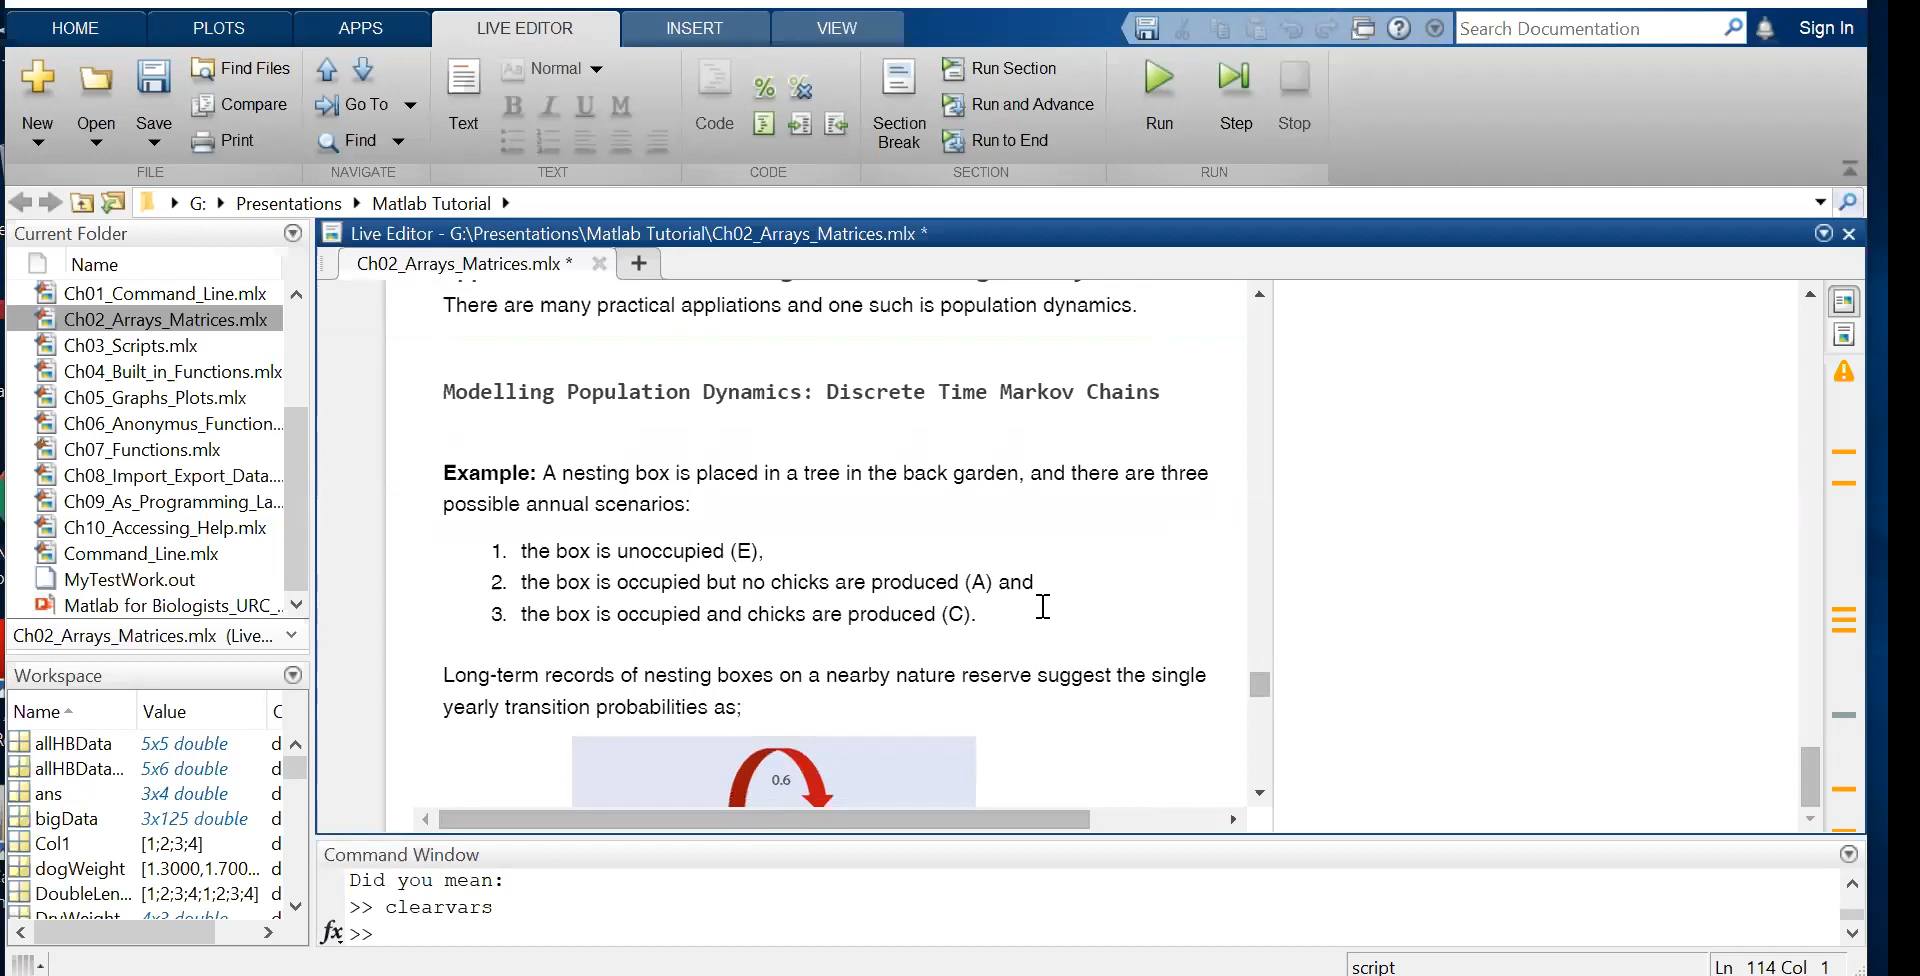 HOME PLOTS APPS LIVE EDITOR INSERT VIEW Search Documentation Sign In
New Open Save Find Files Compare Print
Go To Find
Text Normal B I U M
Code
Section Break Run Section Run and Advance Run to End
Run Step Stop
FILE NAVIGATE TEXT CODE SECTION RUN
G: Presentations Matlab Tutorial
Current Folder
Name
Ch01_Command_Line.mlx
Ch02_Arrays_Matrices.mlx
Ch03_Scripts.mlx
Ch04_Built_in_Functions.mlx
Ch05_Graphs_Plots.mlx
Ch06_Anonymus_Function...
Ch07_Functions.mlx
Ch08_Import_Export_Data....
Ch09_As_Programming_La...
Ch10_Accessing_Help.mlx
Command_Line.mlx
MyTestWork.out
Matlab for Biologists_URC_...
Ch02_Arrays_Matrices.mlx (Live...
Workspace
Name Value C
allHBData 5x5 double d
allHBData... 5x6 double d
ans 3x4 double d
bigData 3x125 double d
Col1 [1;2;3;4] d
dogWeight [1.3000,1.700... d
DoubleLen... [1;2;3;4;1;2;3;4] d
DryWeight 4x3 double d
Live Editor - G:\Presentations\Matlab Tutorial\Ch02_Arrays_Matrices.mlx *
Ch02_Arrays_Matrices.mlx *
There are many practical appliations and one such is population dynamics.
Modelling Population Dynamics: Discrete Time Markov Chains
Example: A nesting box is placed in a tree in the back garden, and there are three
possible annual scenarios:
1. the box is unoccupied (E),
2. the box is occupied but no chicks are produced (A) and
3. the box is occupied and chicks are produced (C).
Long-term records of nesting boxes on a nearby nature reserve suggest the single
yearly transition probabilities as;
0.6
Command Window
Did you mean:
>> clearvars
fx >>
script Ln 114 Col 1